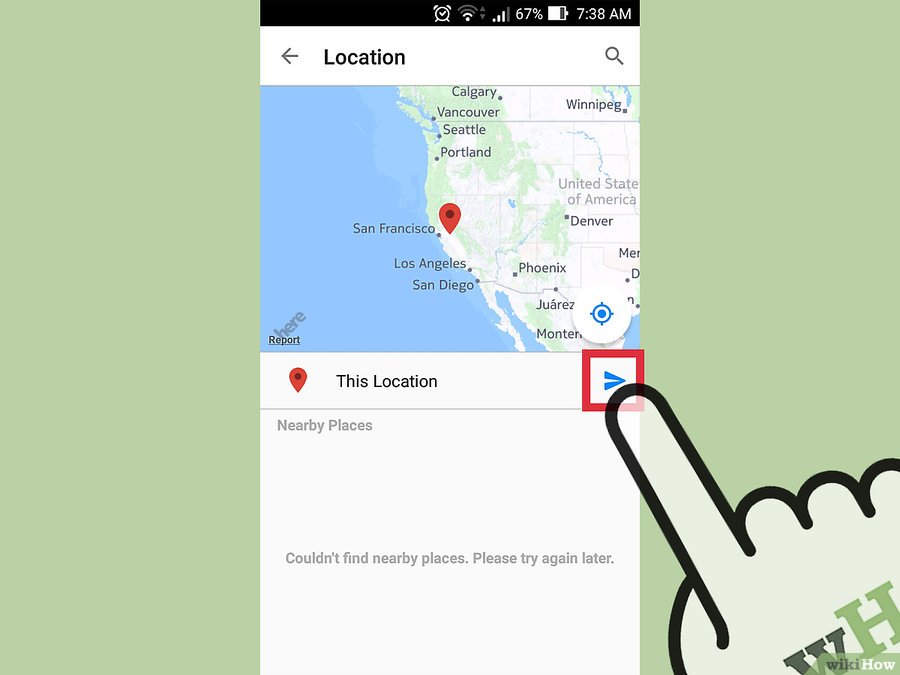 67% 7:38 AM
Location
Calgary
Winnipeg
Vancouver
Seattle
Portland
United State
of America
Denver
San Francisco
Los Angeles
Phoenix
San Diego
Juárez
Monter
here
Report
This Location
Nearby Places
Couldn't find nearby places. Please try again later.
wH
wikiHow